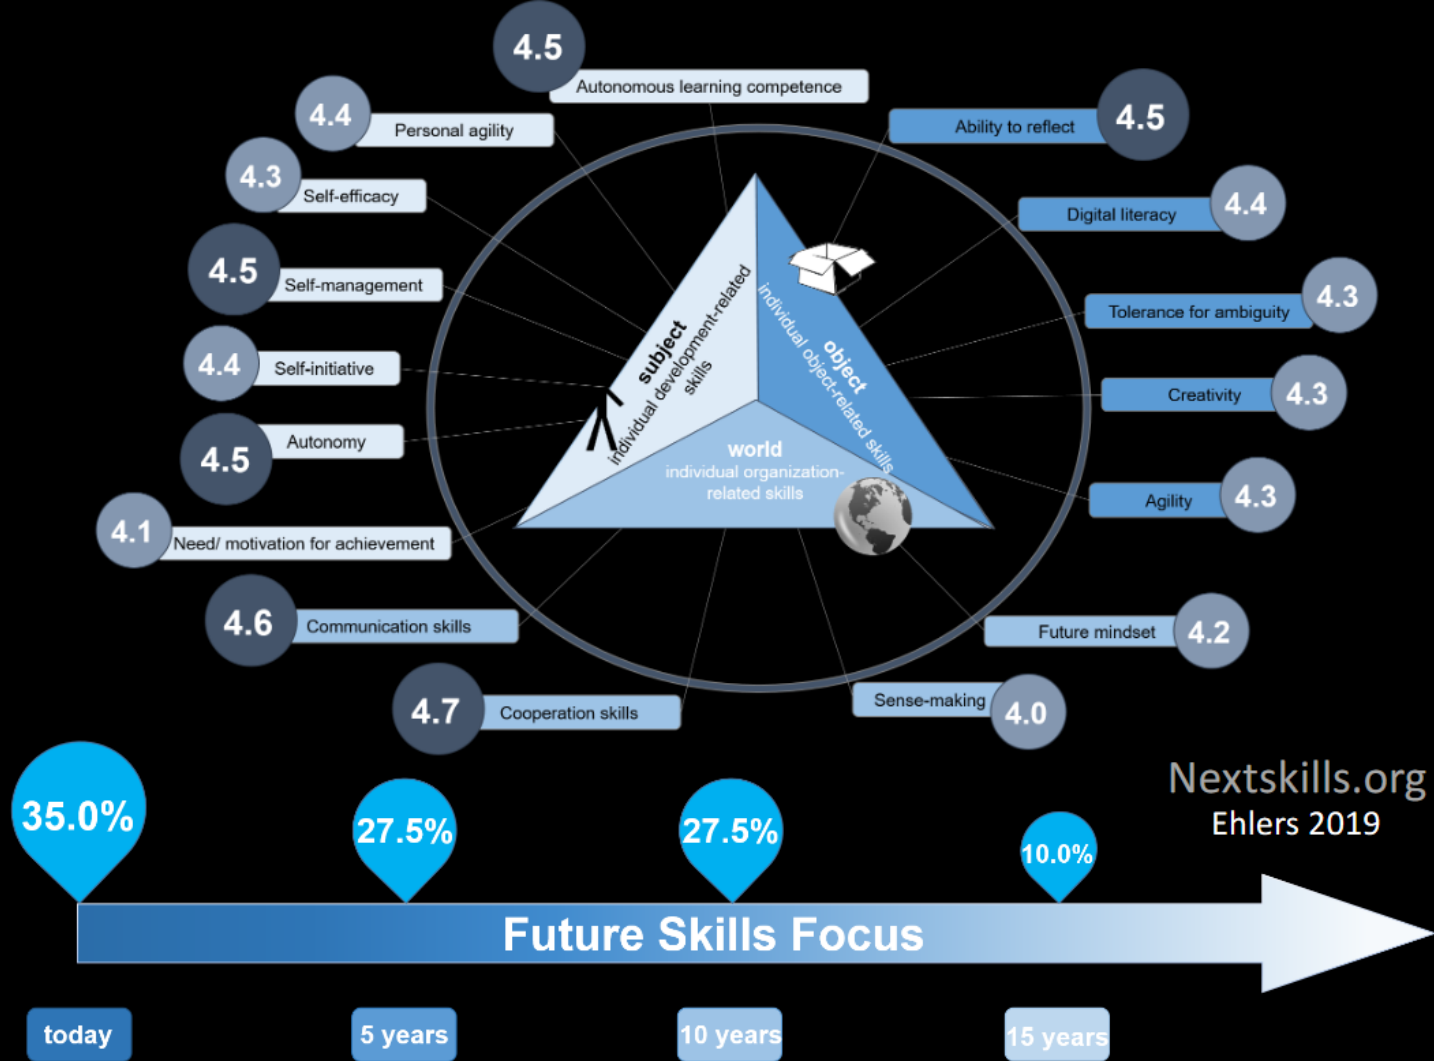 4.5
Autonomous learning competence
4.4
Personal agility
4.3
Self-efficacy
4.5
Self-management
4.4
Self-initiative
4.5
Autonomy
4.1
Need/ motivation for achievement
4.6
Communication skills
4.7
Cooperation skills
Ability to reflect
4.5
Digital literacy
4.4
Tolerance for ambiguity
4.3
Creativity
4.3
Agility
4.3
Future mindset
4.2
Sense-making
4.0
subject
individual development-related
skills
object
individual object-related skills
world
individual organization-
related skills
Nextskills.org
Ehlers 2019
35.0%
27.5%
27.5%
10.0%
Future Skills Focus
today
5 years
10 years
15 years